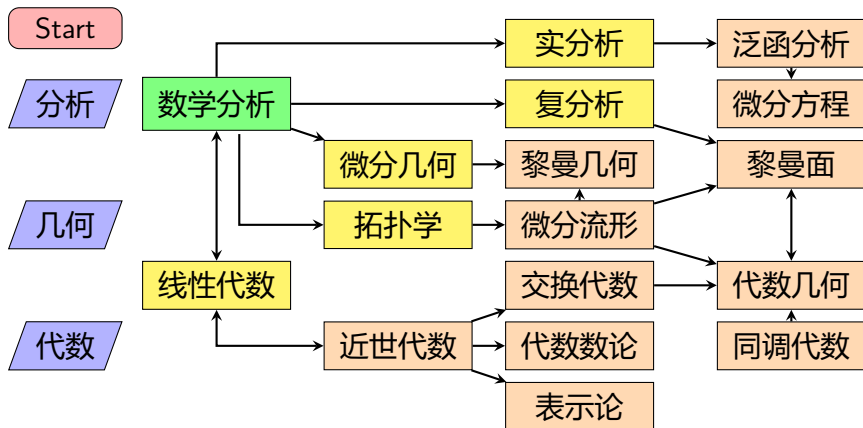 Start
实分析
泛函分析
分析
数学分析
复分析
微分方程
微分几何
黎曼几何
黎曼面
几何
拓扑学
微分流形
线性代数
交换代数
代数几何
代数
近世代数
代数数论
同调代数
表示论